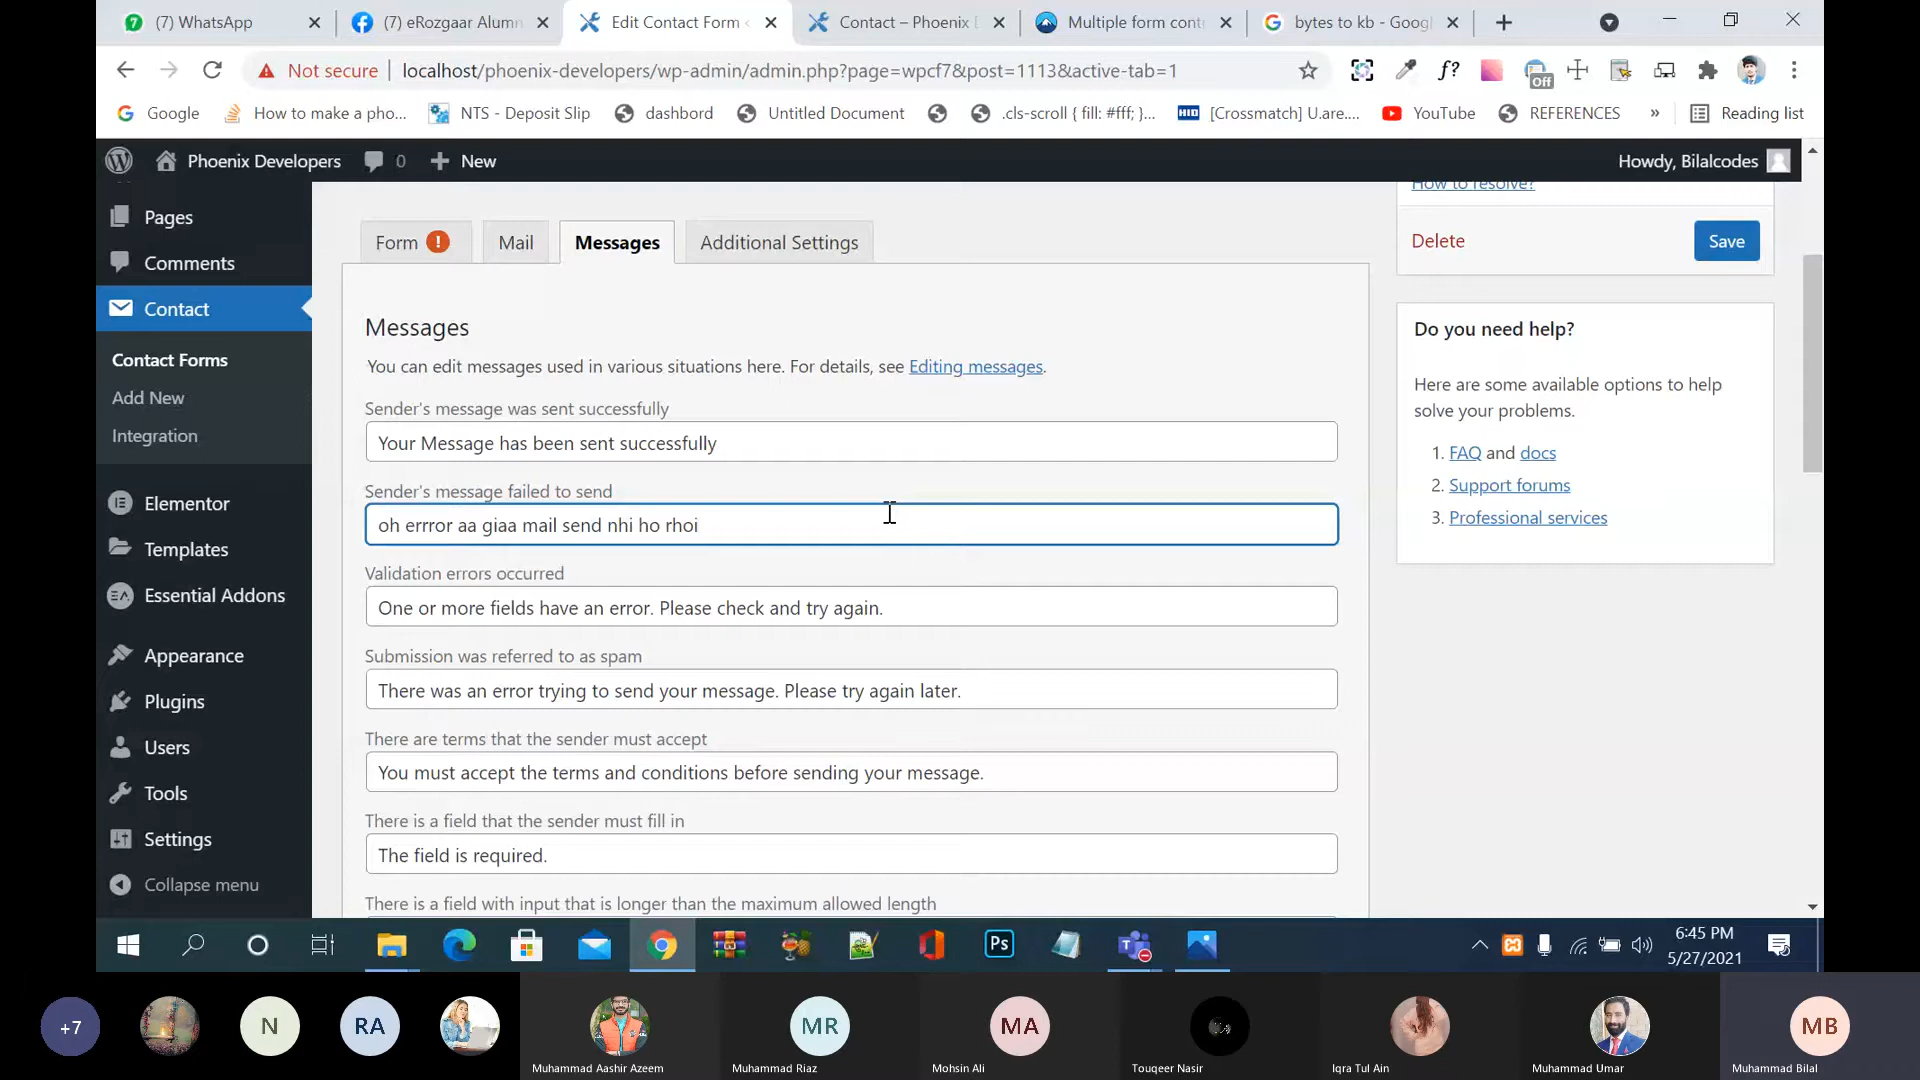 (7) WhatsApp
(7) eRozgaar Alumn
Edit Contact Form
Contact – Phoenix D
Multiple form cont
bytes to kb - Googl
Not secure
localhost/phoenix-developers/wp-admin/admin.php?page=wpcf7&post=1113&active-tab=1
f?
Off
Google
How to make a pho...
NTS - Deposit Slip
dashbord
Untitled Document
.cls-scroll { fill: #fff; }...
HID
[Crossmatch] U.are....
YouTube
REFERENCES
»
Reading list
Phoenix Developers
0
New
Howdy, Bilalcodes
Pages
Comments
Contact
Contact Forms
Add New
Integration
Elementor
Templates
Essential Addons
Appearance
Plugins
Users
Tools
Settings
Collapse menu
Form !
Mail
Messages
Additional Settings
Messages
You can edit messages used in various situations here. For details, see Editing messages.
Sender's message was sent successfully
Your Message has been sent successfully
Sender's message failed to send
oh errror aa giaa mail send nhi ho rhoi
Validation errors occurred
One or more fields have an error. Please check and try again.
Submission was referred to as spam
There was an error trying to send your message. Please try again later.
There are terms that the sender must accept
You must accept the terms and conditions before sending your message.
There is a field that the sender must fill in
The field is required.
There is a field with input that is longer than the maximum allowed length
How to resolve?
Delete
Save
Do you need help?
Here are some available options to help
solve your problems.
1. FAQ and docs
2. Support forums
3. Professional services
Ps
6:45 PM
5/27/2021
+7
N
RA
MR
MA
MB
Muhammad Aashir Azeem
Muhammad Riaz
Mohsin Ali
Touqeer Nasir
Iqra Tul Ain
Muhammad Umar
Muhammad Bilal